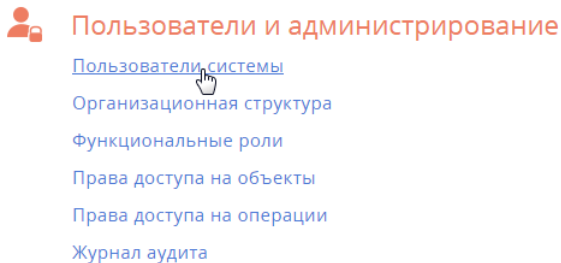 Пользователи и администрирование
Пользователи системы
Организационная структура
Функциональные роли
Права доступа на объекты
Права доступа на операции
Журнал аудита